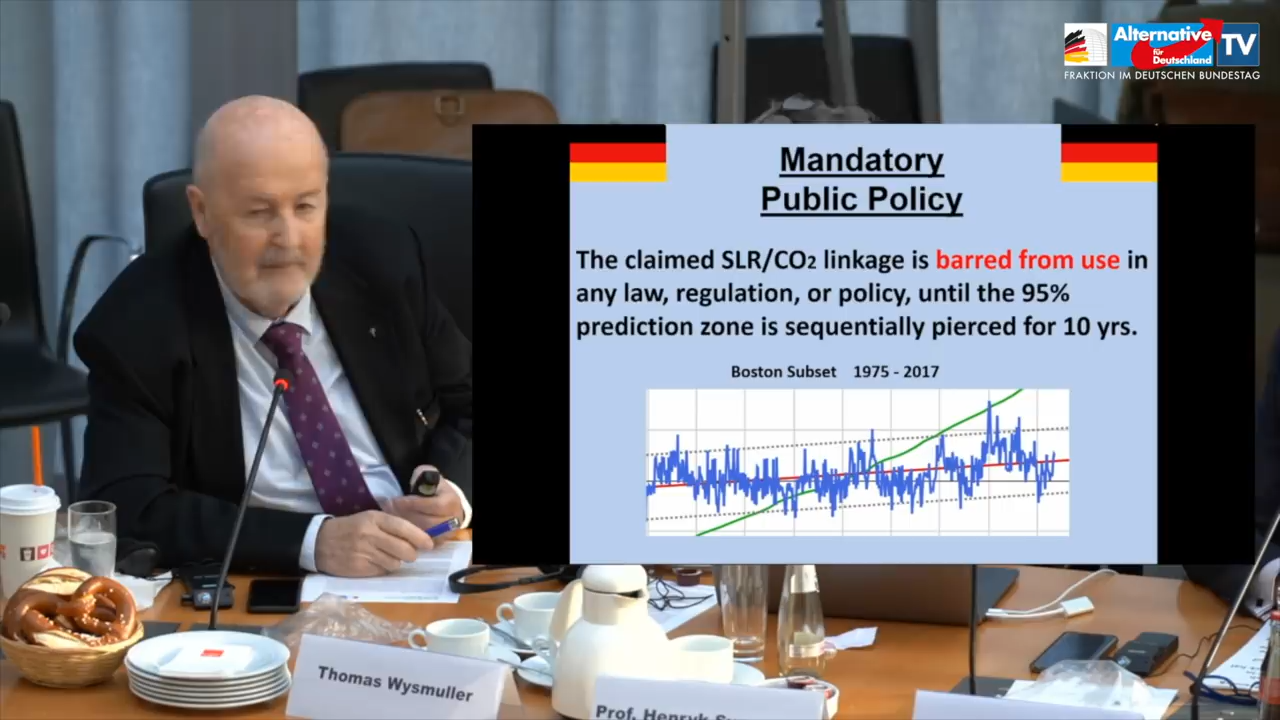 Alternative
für
Deutschland
TV
FRAKTION IM DEUTSCHEN BUNDESTAG
Mandatory
Public Policy
The claimed SLR/CO2 linkage is barred from use in
any law, regulation, or policy, until the 95%
prediction zone is sequentially pierced for 10 yrs.
Boston Subset 1975 - 2017
Thomas Wysmuller
Prof. Henryk